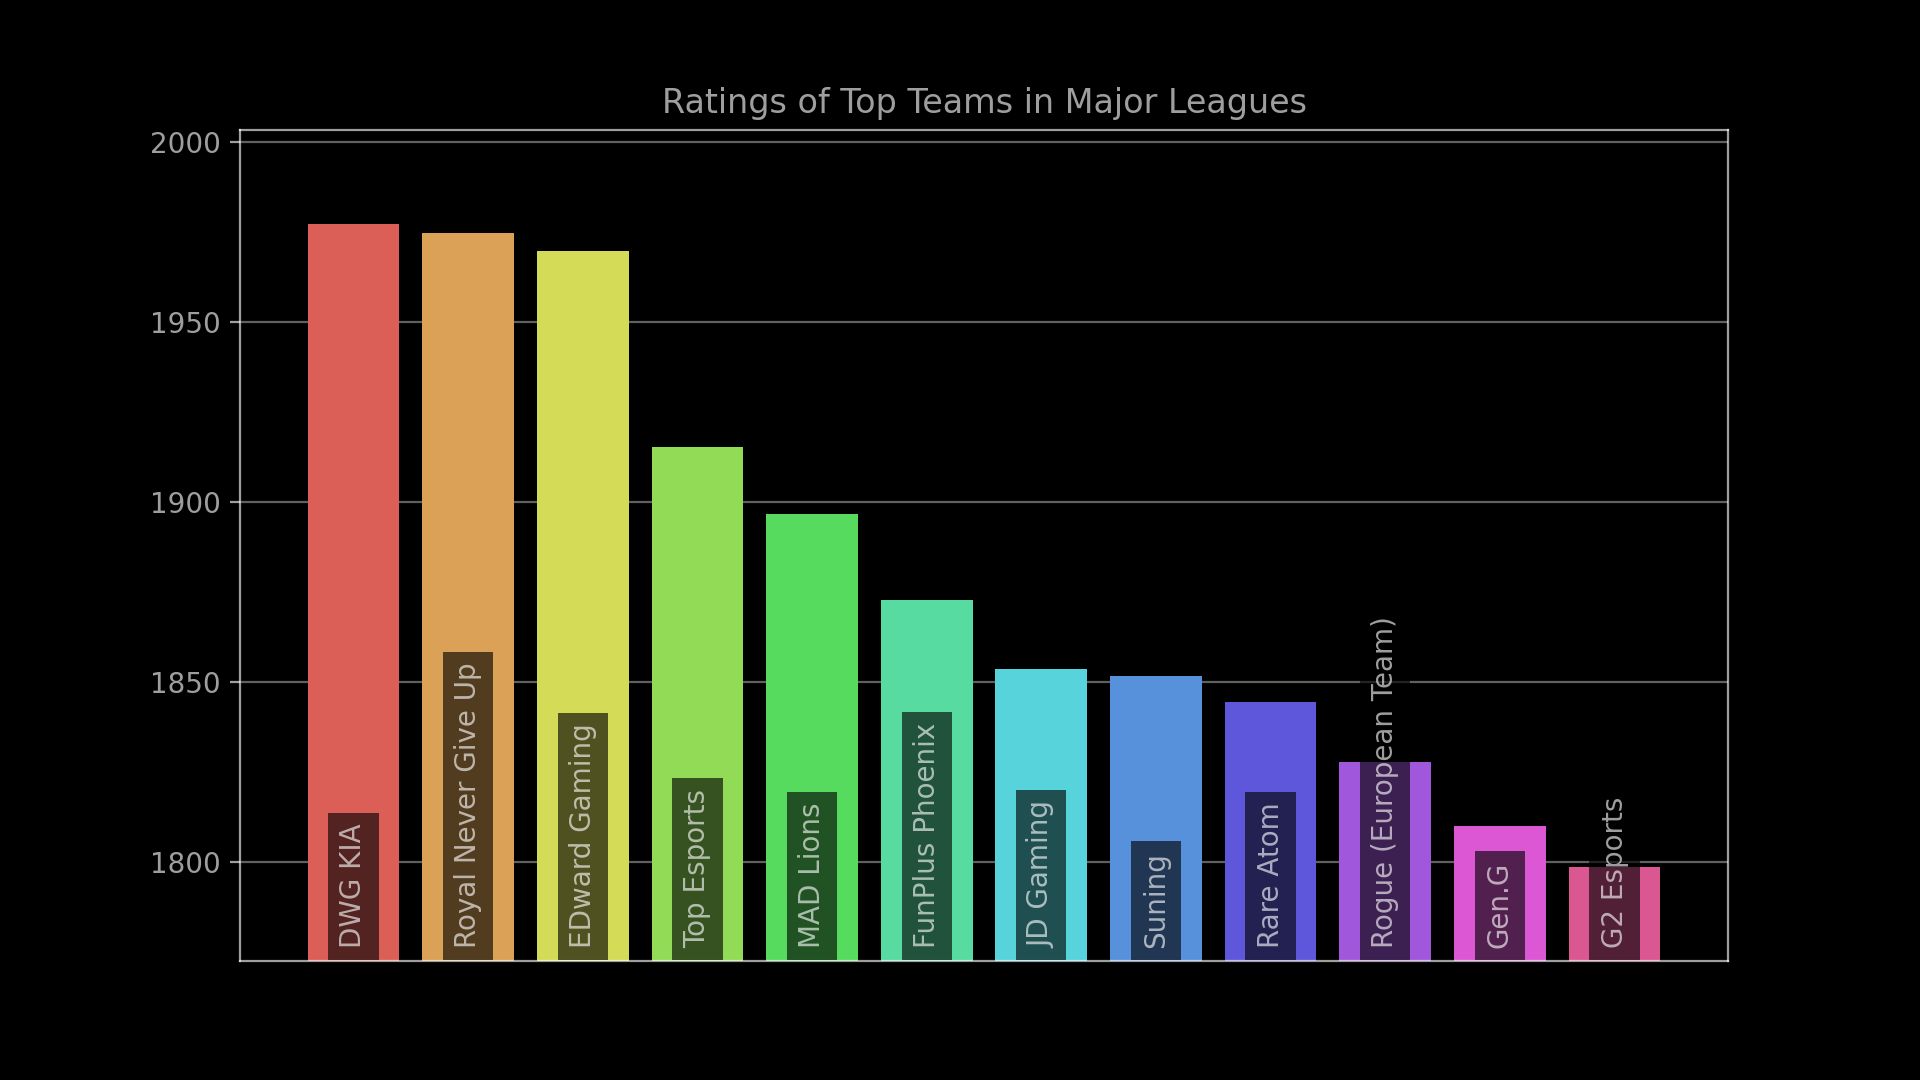 Ratings of Top Teams in Major Leagues
2000
1950
1900
1850
1800
DWG KIA
Royal Never Give Up
EDward Gaming
Top Esports
MAD Lions
FunPlus Phoenix
JD Gaming
Suning
Rare Atom
Rogue (European Team)
Gen.G
G2 Esports